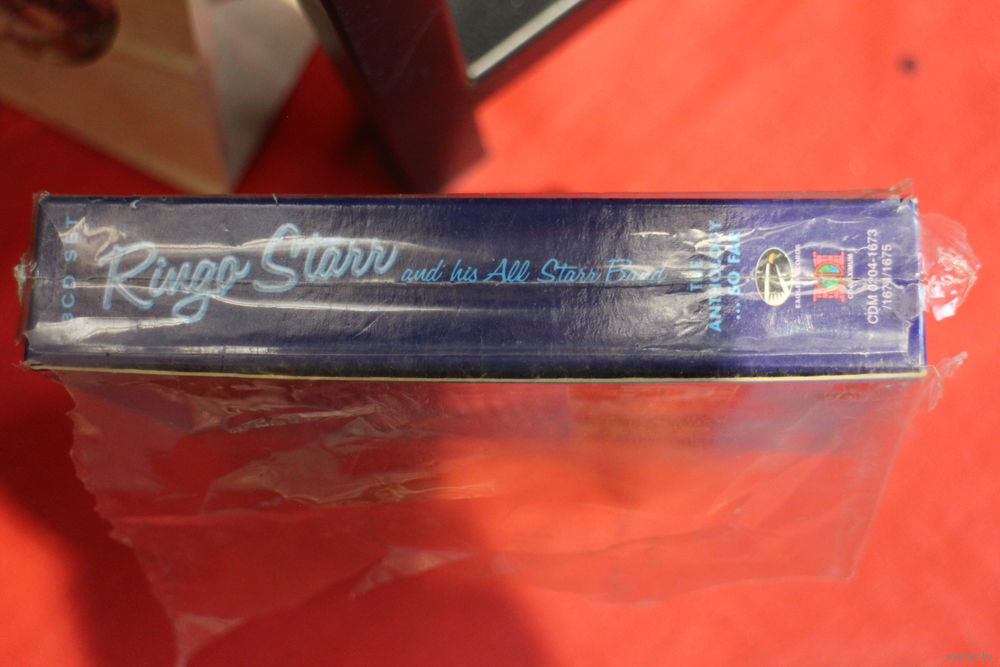 3CD SET
Ringo Starr
and his All Starr Band
THE
ANTHOLOGY
...SO FAR
CDM 0204-1673
/1674/1675